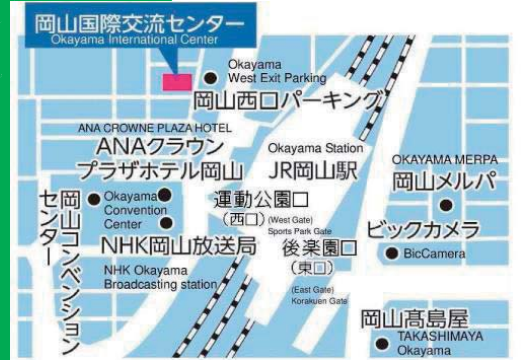 岡山国際交流センター
Okayama International Center
Okayama
West Exit Parking
岡山西口パーキング
ANA CROWNE PLAZA HOTEL
ANAクラウン
プラザホテル岡山
Okayama Station
JR岡山駅
OKAYAMA MERPA
岡山メルパ
岡山コンベンション
センター
Okayama
Convention
Center
運動公園口
(西口) (West Gate)
Sports Park Gate
ビックカメラ
BicCamera
NHK岡山放送局
NHK Okayama
Broadcasting station
後楽園口
(東口)
(East Gate)
Korakuen Gate
岡山髙島屋
TAKASHIMAYA
Okayama